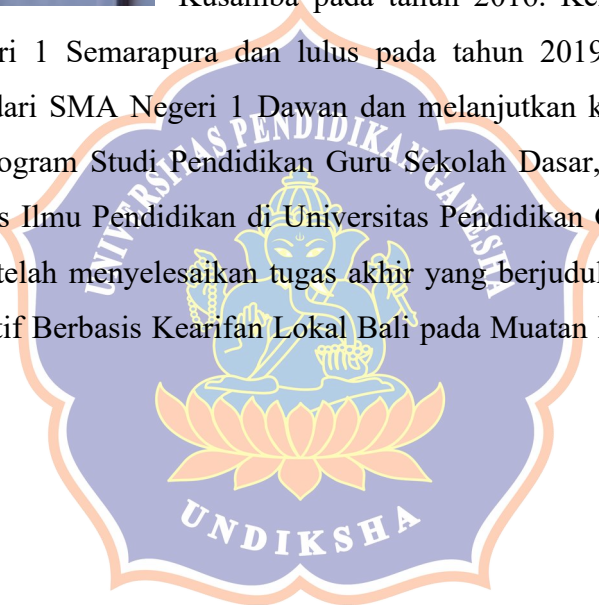 Kusamba pada tahun 2016. Ke
ri 1 Semarapura dan lulus pada tahun 2019
dari SMA Negeri 1 Dawan dan melanjutkan k
ogram Studi Pendidikan Guru Sekolah Dasar,
s Ilmu Pendidikan di Universitas Pendidikan
telah menyelesaikan tugas akhir yang berjudul
tif Berbasis Kearifan Lokal Bali pada Muatan
UNIVERSITAS PENDIDIKAN GANESHA
UNDIKSHA